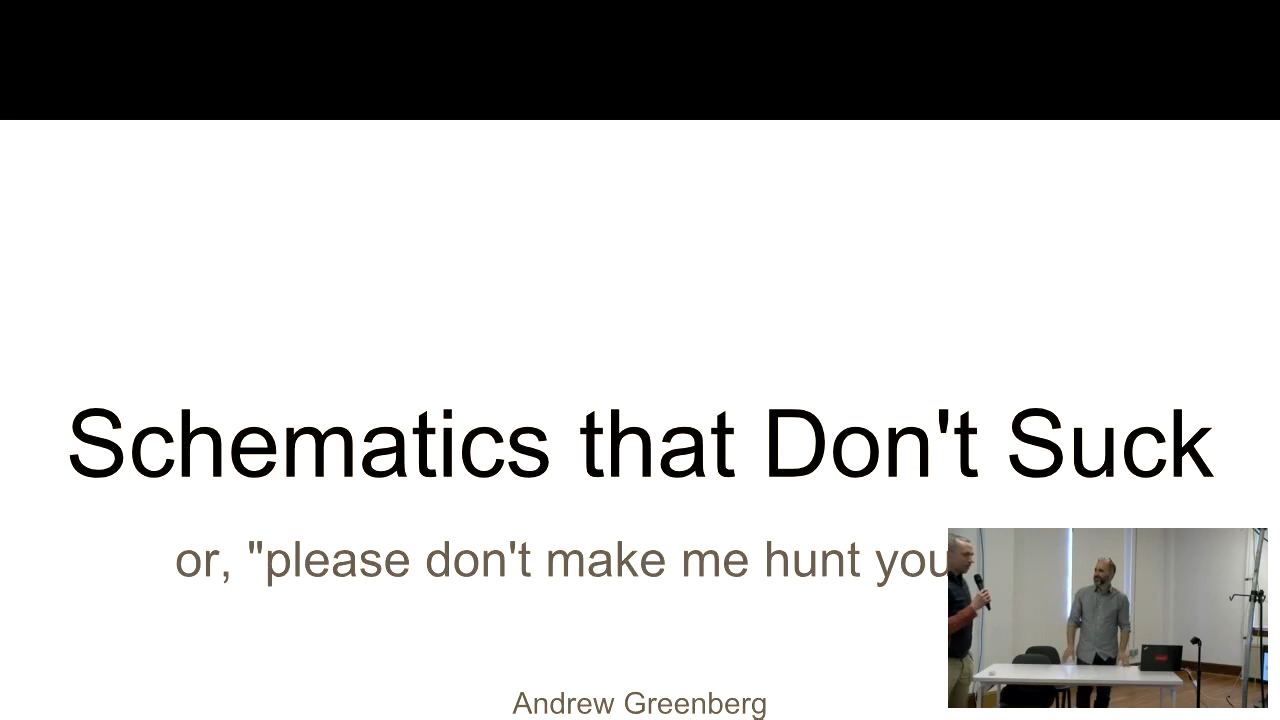 Schematics that Don't Suck
or, "please don't make me hunt you
Andrew Greenberg